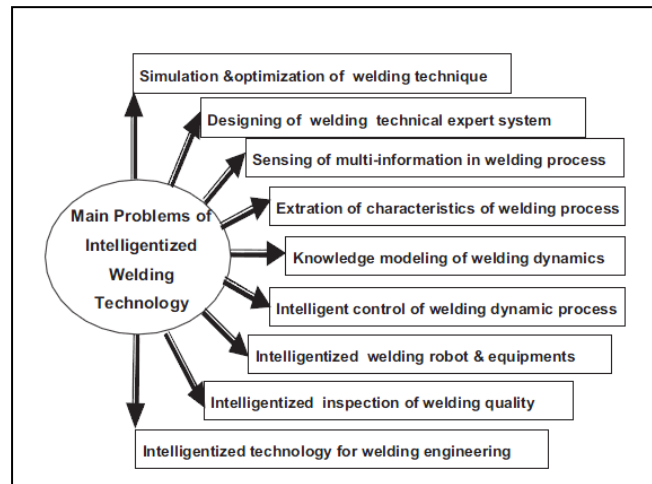 Simulation &optimization of welding technique
Designing of welding technical expert system
Sensing of multi-information in welding process
Extration of characteristics of welding process
Main Problems of
Intelligentized
Welding
Technology
Knowledge modeling of welding dynamics
Intelligent control of welding dynamic process
Intelligentized welding robot & equipments
Intelligentized inspection of welding quality
Intelligentized technology for welding engineering